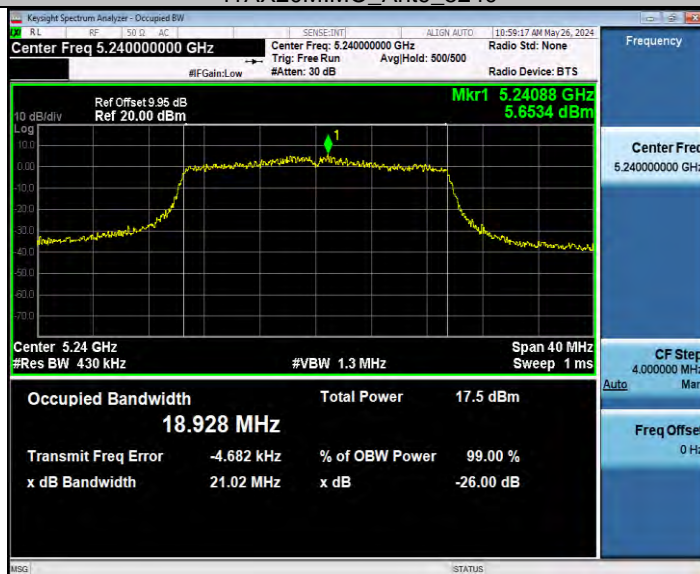 Keysight Spectrum Analyzer - Occupied BW
RL RF 50 Ω AC SENSE:INT ALIGN AUTO 10:59:17 AM May 26, 2024
Center Freq 5.240000000 GHz
Center Freq: 5.240000000 GHz
Radio Std: None
Trig: Free Run Avg|Hold: 500/500
#IFGain:Low #Atten: 30 dB Radio Device: BTS
Frequency
Ref Offset 9.95 dB
Mkr1 5.24088 GHz
10 dB/div Ref 20.00 dBm 5.6534 dBm
Log
10.0
0.00
-10.0
-20.0
-30.0
-40.0
-50.0
-60.0
-70.0
1
Center 5.24 GHz Span 40 MHz
#Res BW 430 kHz #VBW 1.3 MHz Sweep 1 ms
Occupied Bandwidth Total Power 17.5 dBm
18.928 MHz
Transmit Freq Error -4.682 kHz % of OBW Power 99.00 %
x dB Bandwidth 21.02 MHz x dB -26.00 dB
Center Freq
5.240000000 GHz
CF Step
4.000000 MHz
Auto Man
Freq Offset
0 Hz
MSG STATUS